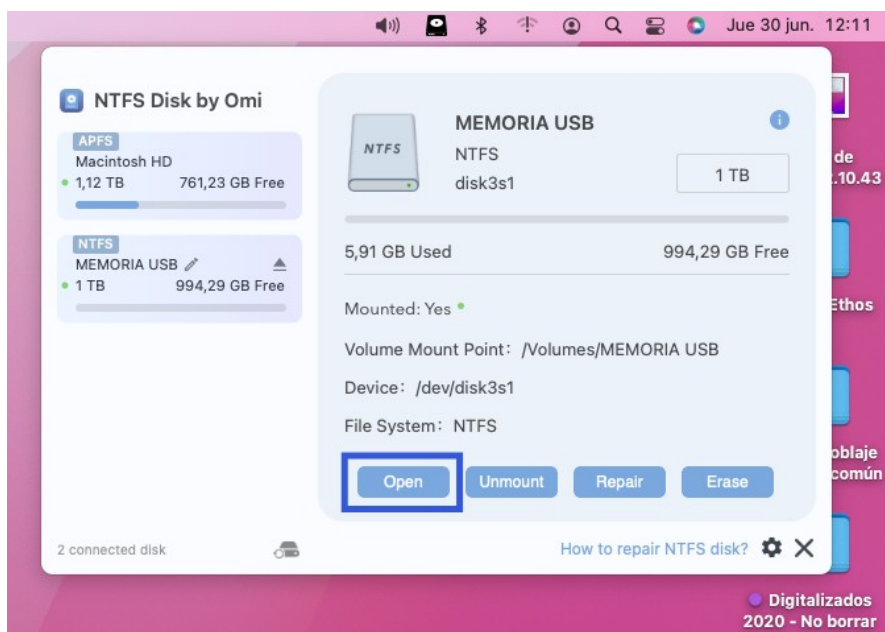 Jue 30 jun. 12:11
NTFS Disk by Omi
APFS
Macintosh HD
1,12 TB 761,23 GB Free
NTFS
MEMORIA USB
1 TB 994,29 GB Free
2 connected disk
NTFS
MEMORIA USB
NTFS
disk3s1
1 TB
5,91 GB Used 994,29 GB Free
Mounted: Yes
Volume Mount Point: /Volumes/MEMORIA USB
Device: /dev/disk3s1
File System: NTFS
Open Unmount Repair Erase
How to repair NTFS disk?
de
.10.43
Ethos
oblaje
común
Digitalizados
2020 - No borrar